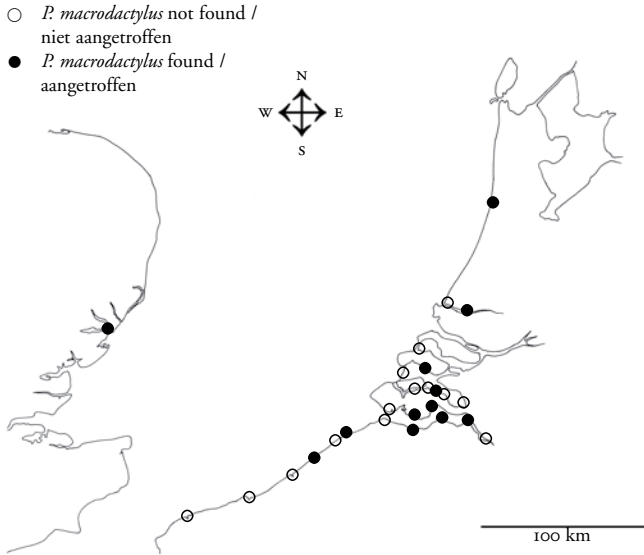 P. macrodactylus not found /
niet aangetroffen
P. macrodactylus found /
aangetroffen
N
W E
S
100 km